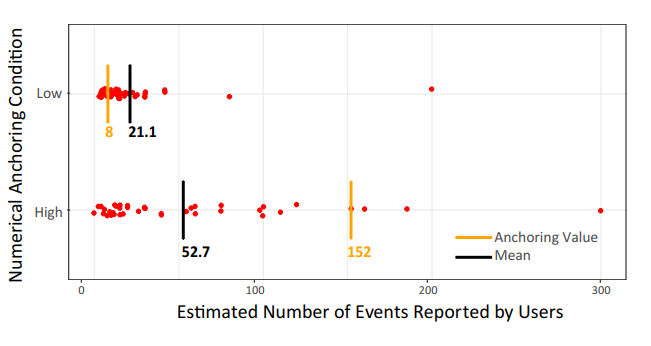 Numerical Anchoring Condition
Low
8 21.1
High
52.7 152
Anchoring Value
Mean
0 100 200 300
Estimated Number of Events Reported by Users